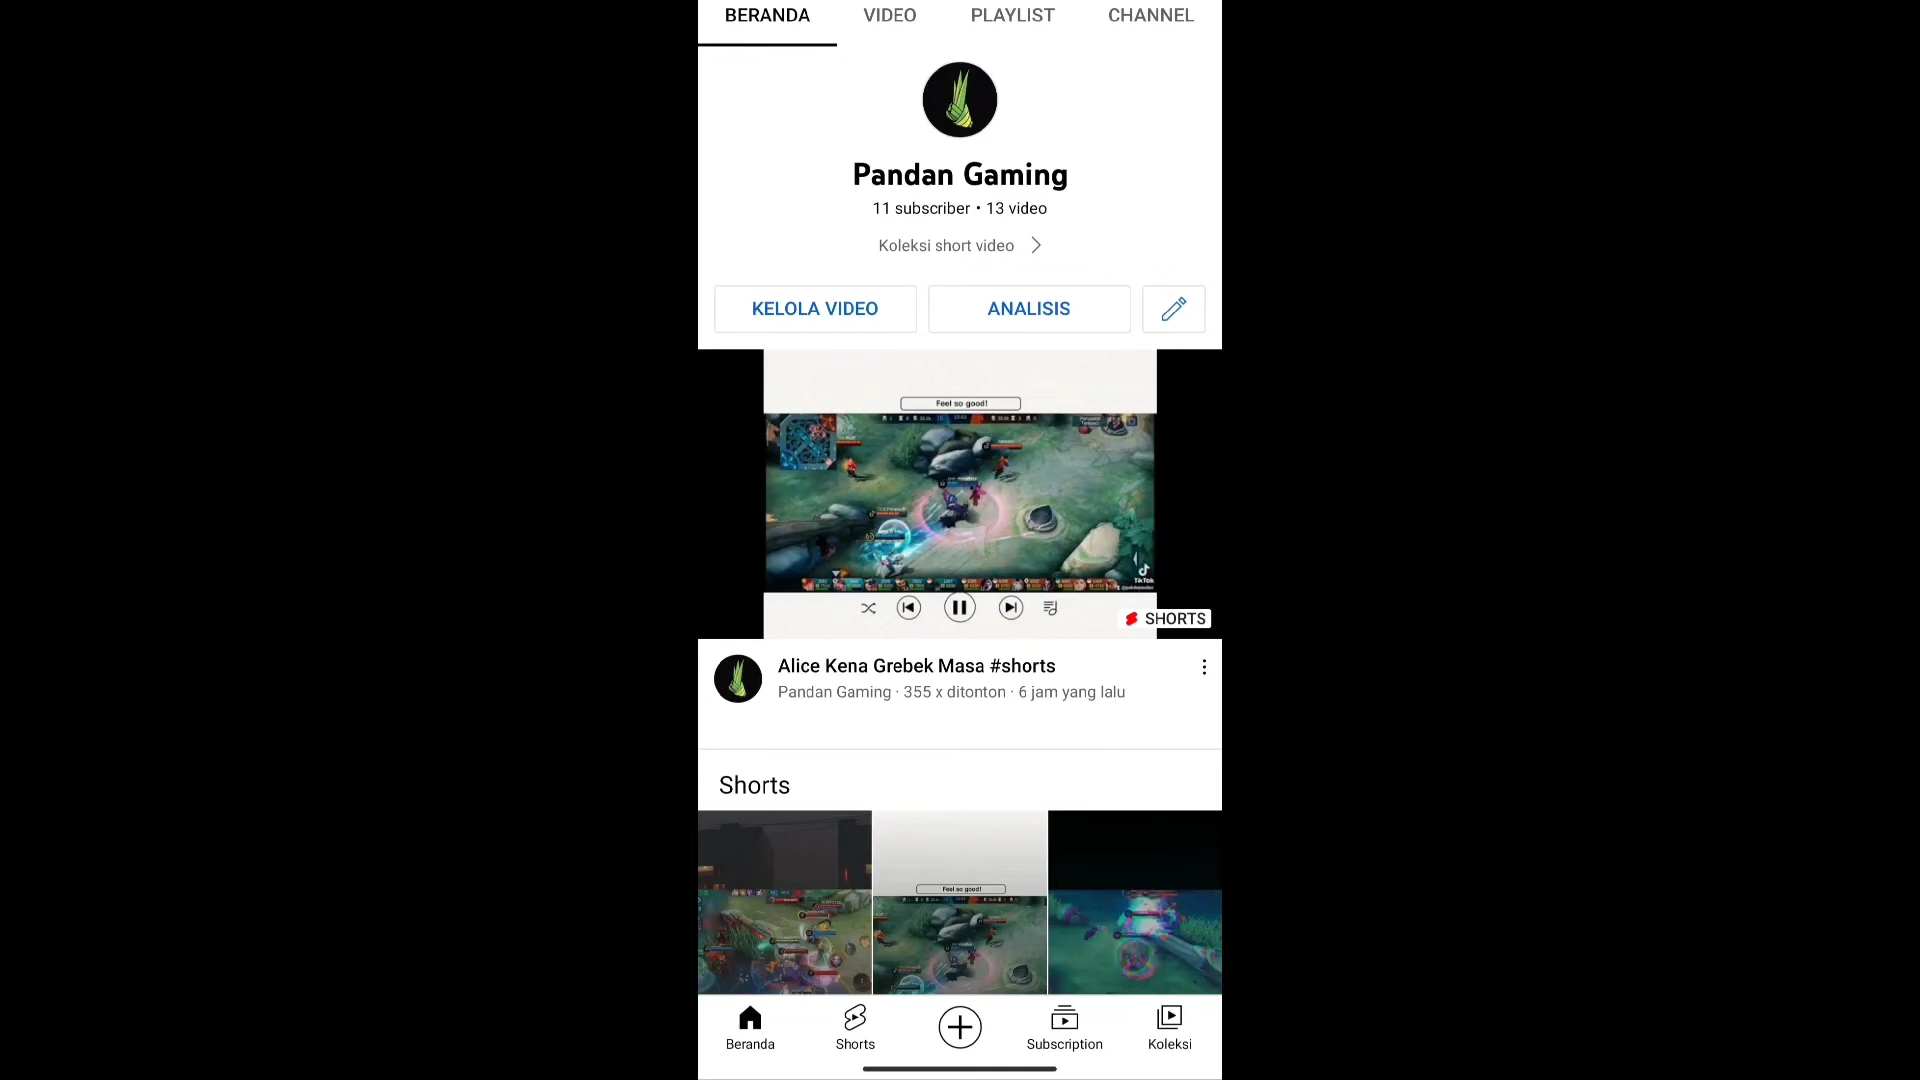 BERANDA VIDEO PLAYLIST CHANNEL
Pandan Gaming
11 subscriber • 13 video
Koleksi short video
KELOLA VIDEO ANALISIS
Feel so good!
TikTok
SHORTS
Alice Kena Grebek Masa #shorts
Pandan Gaming · 355 x ditonton · 6 jam yang lalu
Shorts
Feel so good!
Beranda Shorts Subscription Koleksi